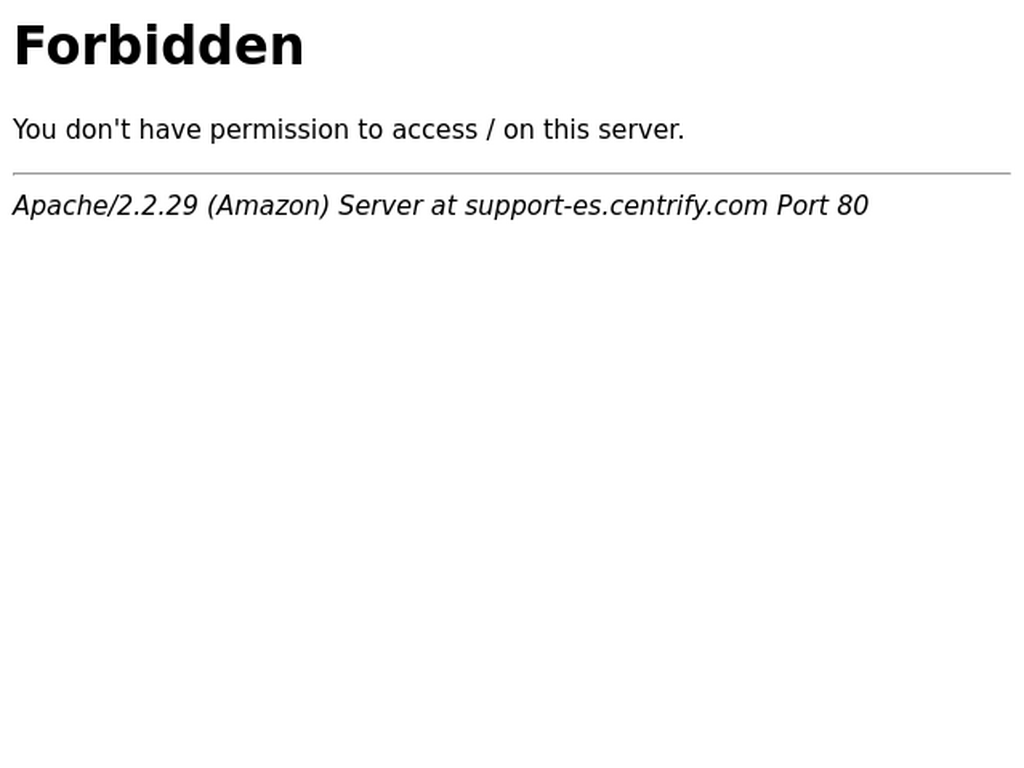 Forbidden
You don't have permission to access / on this server.
Apache/2.2.29 (Amazon) Server at support-es.centrify.com Port 80